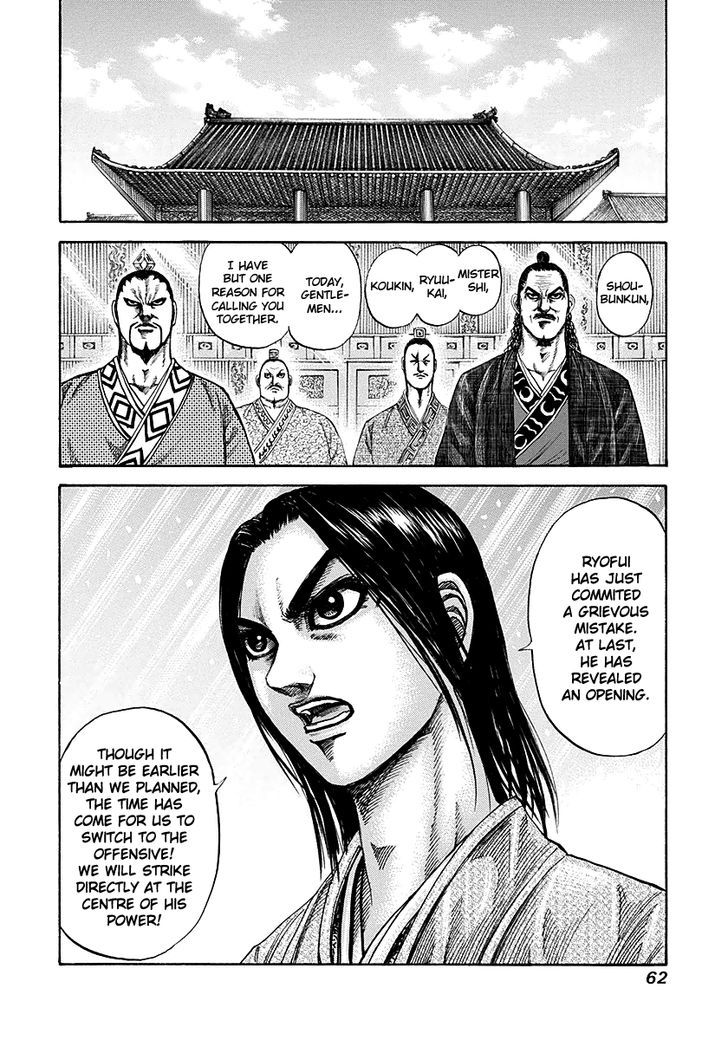 SHOU-
BUNKUN,
MISTER
SHI,
RYUU-
KAI,
KOUKIN,
TODAY,
GENTLE-
MEN...
I HAVE
BUT ONE
REASON FOR
CALLING YOU
TOGETHER.
RYOFUI
HAS JUST
COMMITED
A GRIEVOUS
MISTAKE.
AT LAST,
HE HAS
REVEALED
AN OPENING.
THOUGH IT
MIGHT BE EARLIER
THAN WE PLANNED,
THE TIME HAS
COME FOR US TO
SWITCH TO THE
OFFENSIVE!
WE WILL STRIKE
DIRECTLY AT THE
CENTRE OF HIS
POWER!
62